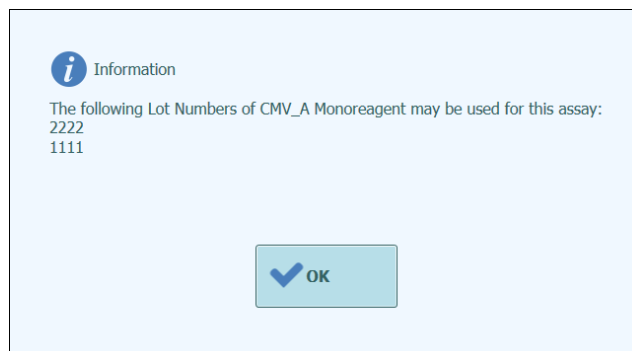 Information
The following Lot Numbers of CMV_A Monoreagent may be used for this assay:
2222
1111
OK